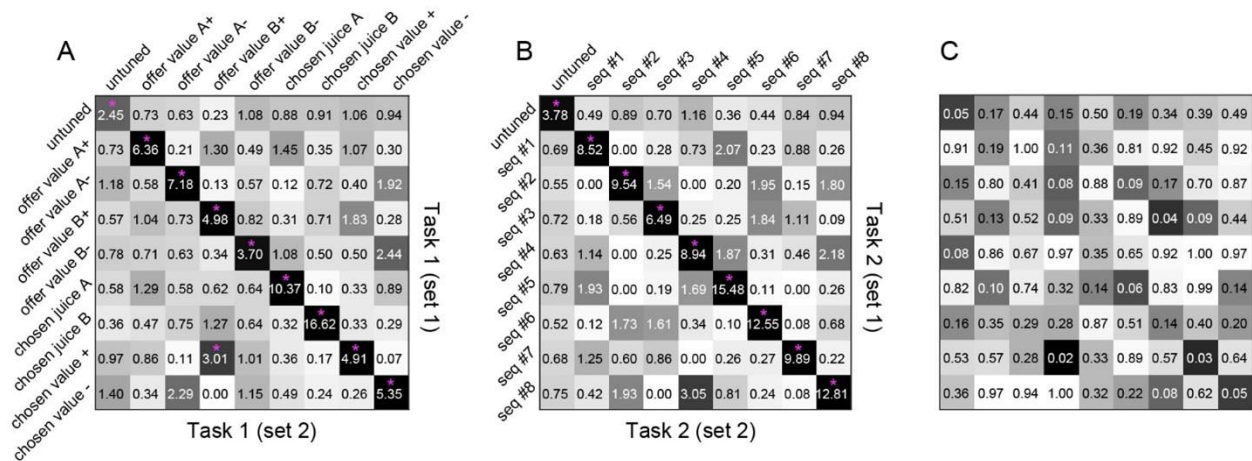 A
untuned
offer value A+
offer value A-
offer value B+
offer value B-
chosen juice A
chosen juice B
chosen value +
chosen value -
untuned 2.45 0.73 0.63 0.23 1.08 0.88 0.91 1.06 0.94
offer value A+ 0.73 6.36 0.21 1.30 0.49 1.45 0.35 1.07 0.30
offer value A- 1.18 0.58 7.18 0.13 0.57 0.12 0.72 0.40 1.92
offer value B+ 0.57 1.04 0.73 4.98 0.82 0.31 0.71 1.83 0.28
offer value B- 0.78 0.71 0.63 0.34 3.70 1.08 0.50 0.50 2.44
chosen juice A 0.58 1.29 0.58 0.62 0.64 10.37 0.10 0.33 0.89
chosen juice B 0.36 0.47 0.75 1.27 0.64 0.32 16.62 0.33 0.29
chosen value + 0.97 0.86 0.11 3.01 1.01 0.36 0.17 4.91 0.07
chosen value - 1.40 0.34 2.29 0.00 1.15 0.49 0.24 0.26 5.35
Task 1 (set 1)
Task 1 (set 2)
B
untuned
seq #1
seq #2
seq #3
seq #4
seq #5
seq #6
seq #7
seq #8
untuned 3.78 0.49 0.89 0.70 1.16 0.36 0.44 0.84 0.94
seq #1 0.69 8.52 0.00 0.28 0.73 2.07 0.23 0.88 0.26
seq #2 0.55 0.00 9.54 1.54 0.00 0.20 1.95 0.15 1.80
seq #3 0.72 0.18 0.56 6.49 0.25 0.25 1.84 1.11 0.09
seq #4 0.63 1.14 0.00 0.25 8.94 1.87 0.31 0.46 2.18
seq #5 0.79 1.93 0.00 0.19 1.69 15.48 0.11 0.00 0.26
seq #6 0.52 0.12 1.73 1.61 0.34 0.10 12.55 0.08 0.68
seq #7 0.68 1.25 0.60 0.86 0.00 0.26 0.27 9.89 0.22
seq #8 0.75 0.42 1.93 0.00 3.05 0.81 0.24 0.08 12.81
Task 2 (set 1)
Task 2 (set 2)
C
0.05 0.17 0.44 0.15 0.50 0.19 0.34 0.39 0.49
0.91 0.19 1.00 0.11 0.36 0.81 0.92 0.45 0.92
0.15 0.80 0.41 0.08 0.88 0.09 0.17 0.70 0.87
0.51 0.13 0.52 0.09 0.33 0.89 0.04 0.09 0.44
0.08 0.86 0.67 0.97 0.35 0.65 0.92 1.00 0.97
0.82 0.10 0.74 0.32 0.14 0.06 0.83 0.99 0.14
0.16 0.35 0.29 0.28 0.87 0.51 0.14 0.40 0.20
0.53 0.57 0.28 0.02 0.33 0.89 0.57 0.03 0.64
0.36 0.97 0.94 1.00 0.32 0.22 0.08 0.62 0.05